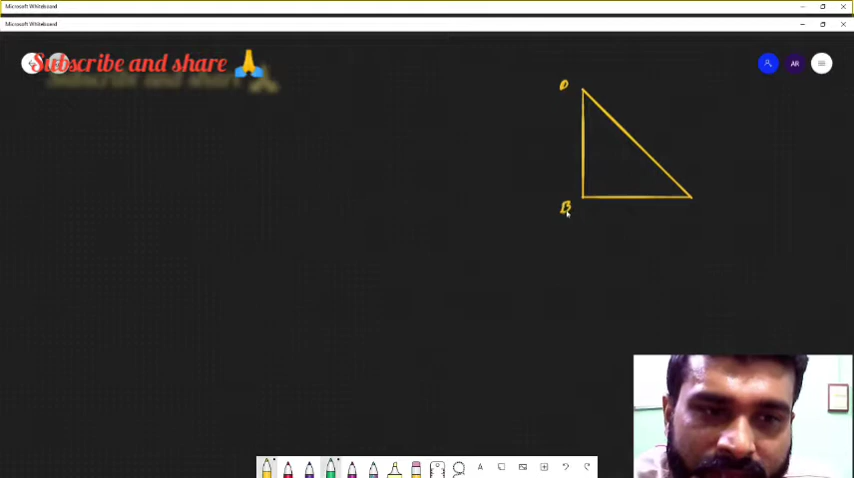 Microsoft Whiteboard
Microsoft Whiteboard
Subscribe and share 🙏
AR
B
A